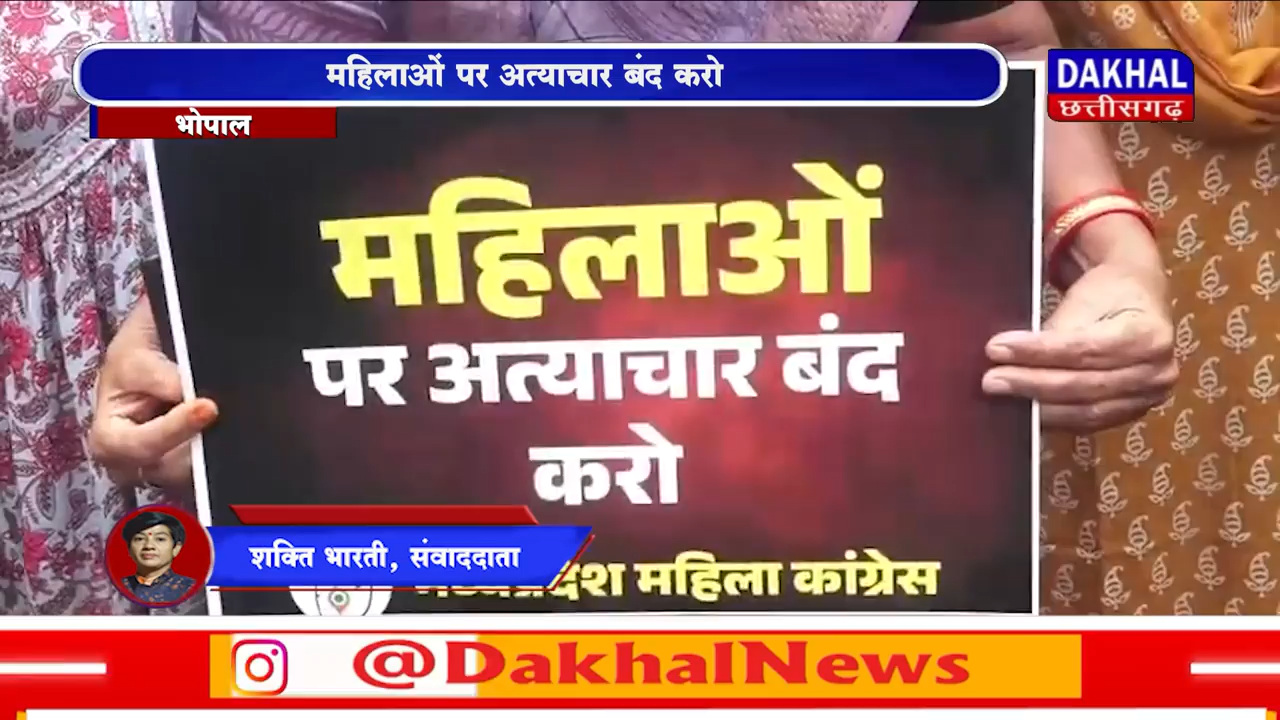 महिलाओं पर अत्याचार बंद करो
DAKHAL
छत्तीसगढ़
भोपाल
महिलाओं
पर अत्याचार बंद
करो
शक्ति भारती, संवाददाता
महिला कांग्रेस
@DakhalNews